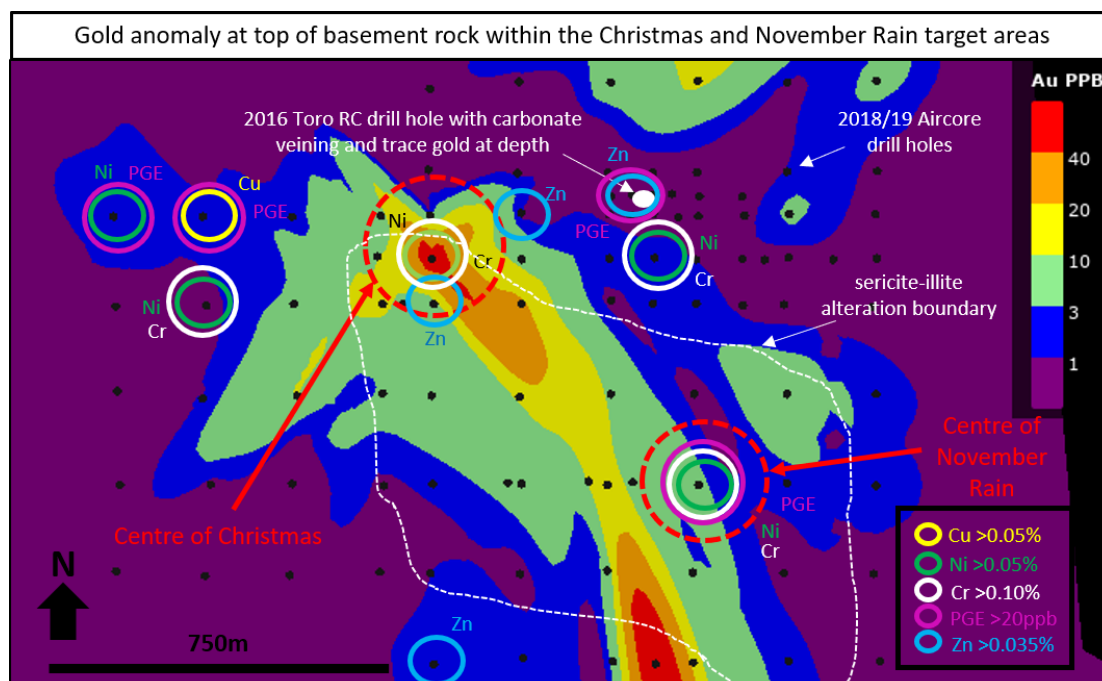 Gold anomaly at top of basement rock within the Christmas and November Rain target areas
Au PPB
40
20
10
3
1
2016 Toro RC drill hole with carbonate
veining and trace gold at depth
2018/19 Aircore
drill holes
Ni
PGE
Cu
PGE
Ni
Cr
Ni
Cr
Zn
Zn
Zn
PGE
Ni
Cr
sericite-illite
alteration boundary
Centre of
November
Rain
Centre of Christmas
PGE
Ni
Cr
Zn
N
750m
Cu >0.05%
Ni >0.05%
Cr >0.10%
PGE >20ppb
Zn >0.035%